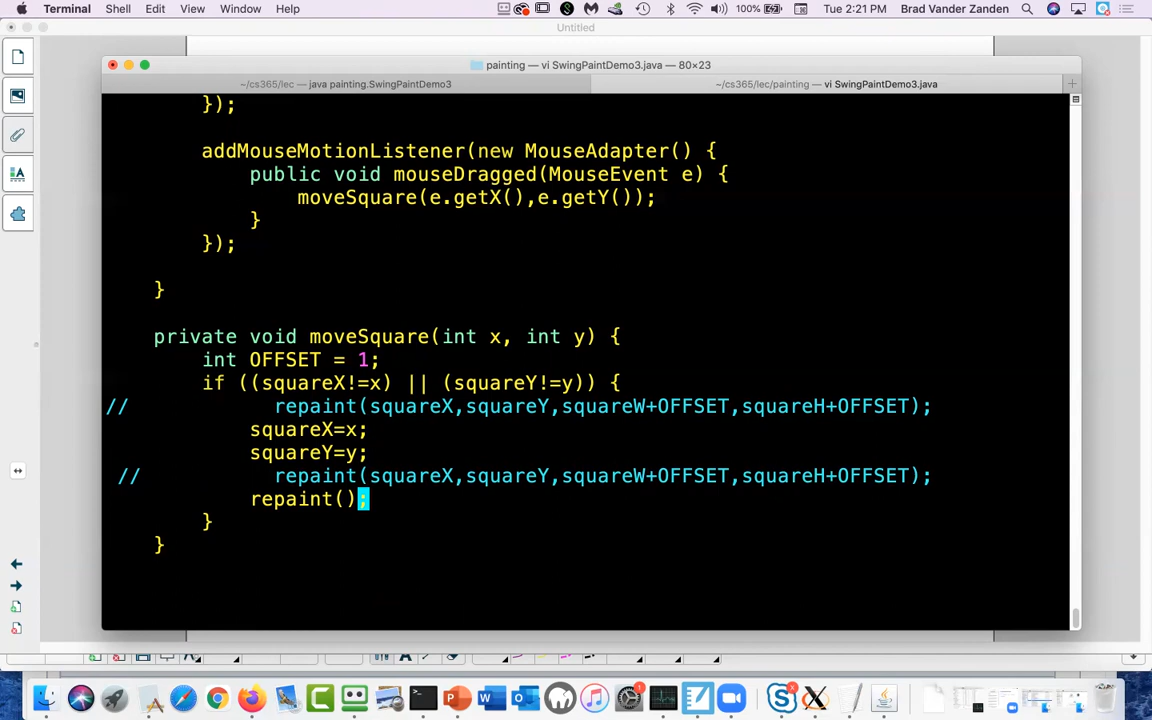 Terminal Shell Edit View Window Help 100% Tue 2:21 PM Brad Vander Zanden
Untitled
painting — vi SwingPaintDemo3.java — 80×23
~/cs365/lec — java painting.SwingPaintDemo3
~/cs365/lec/painting — vi SwingPaintDemo3.java
});
addMouseMotionListener(new MouseAdapter() {
public void mouseDragged(MouseEvent e) {
moveSquare(e.getX(),e.getY());
}
});
}
private void moveSquare(int x, int y) {
int OFFSET = 1;
if ((squareX!=x) || (squareY!=y)) {
// repaint(squareX,squareY,squareW+OFFSET,squareH+OFFSET);
squareX=x;
squareY=y;
// repaint(squareX,squareY,squareW+OFFSET,squareH+OFFSET);
repaint();
}
}